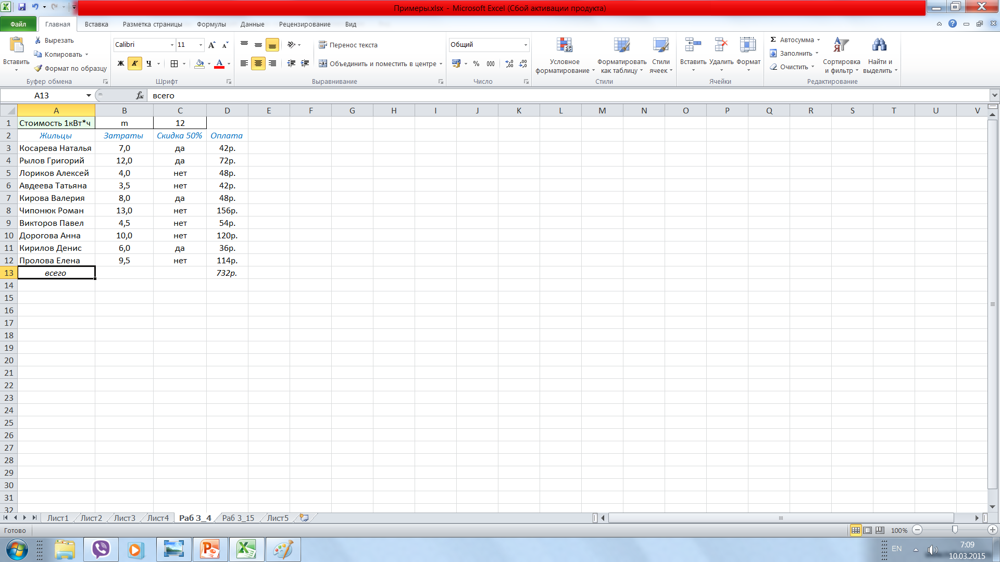 Примеры.xlsx - Microsoft Excel (Сбой активации продукта)
Файл Главная Вставка Разметка страницы Формулы Данные Рецензирование Вид
Вставить
Вырезать
Копировать
Формат по образцу
Буфер обмена
Calibri 11
Ж К Ч А
Шрифт
Перенос текста
Объединить и поместить в центре
Выравнивание
Общий
% 000
Число
Условное форматирование
Форматировать как таблицу
Стили ячеек
Стили
Вставить Удалить Формат
Ячейки
Σ Автосумма
Заполнить
Очистить
Сортировка и фильтр
Найти и выделить
Редактирование
A13 fx всего
A B C D E F G H I J K L M N O P Q R S T U V
1 Стоимость 1кВт*ч m 12
2 Жильцы Затраты Скидка 50% Оплата
3 Косарева Наталья 7,0 да 42р.
4 Рылов Григорий 12,0 да 72р.
5 Лориков Алексей 4,0 нет 48р.
6 Авдеева Татьяна 3,5 нет 42р.
7 Кирова Валерия 8,0 да 48р.
8 Чипонюк Роман 13,0 нет 156р.
9 Викторов Павел 4,5 нет 54р.
10 Дорогова Анна 10,0 нет 120р.
11 Кирилов Денис 6,0 да 36р.
12 Пролова Елена 9,5 нет 114р.
13 всего 732р.
14
15
16
17
18
19
20
21
22
23
24
25
26
27
28
29
30
31
32
Лист1 Лист2 Лист3 Лист4 Раб 3_4 Раб 3_15 Лист5
Готово 100%
EN 7:09
10.03.2015